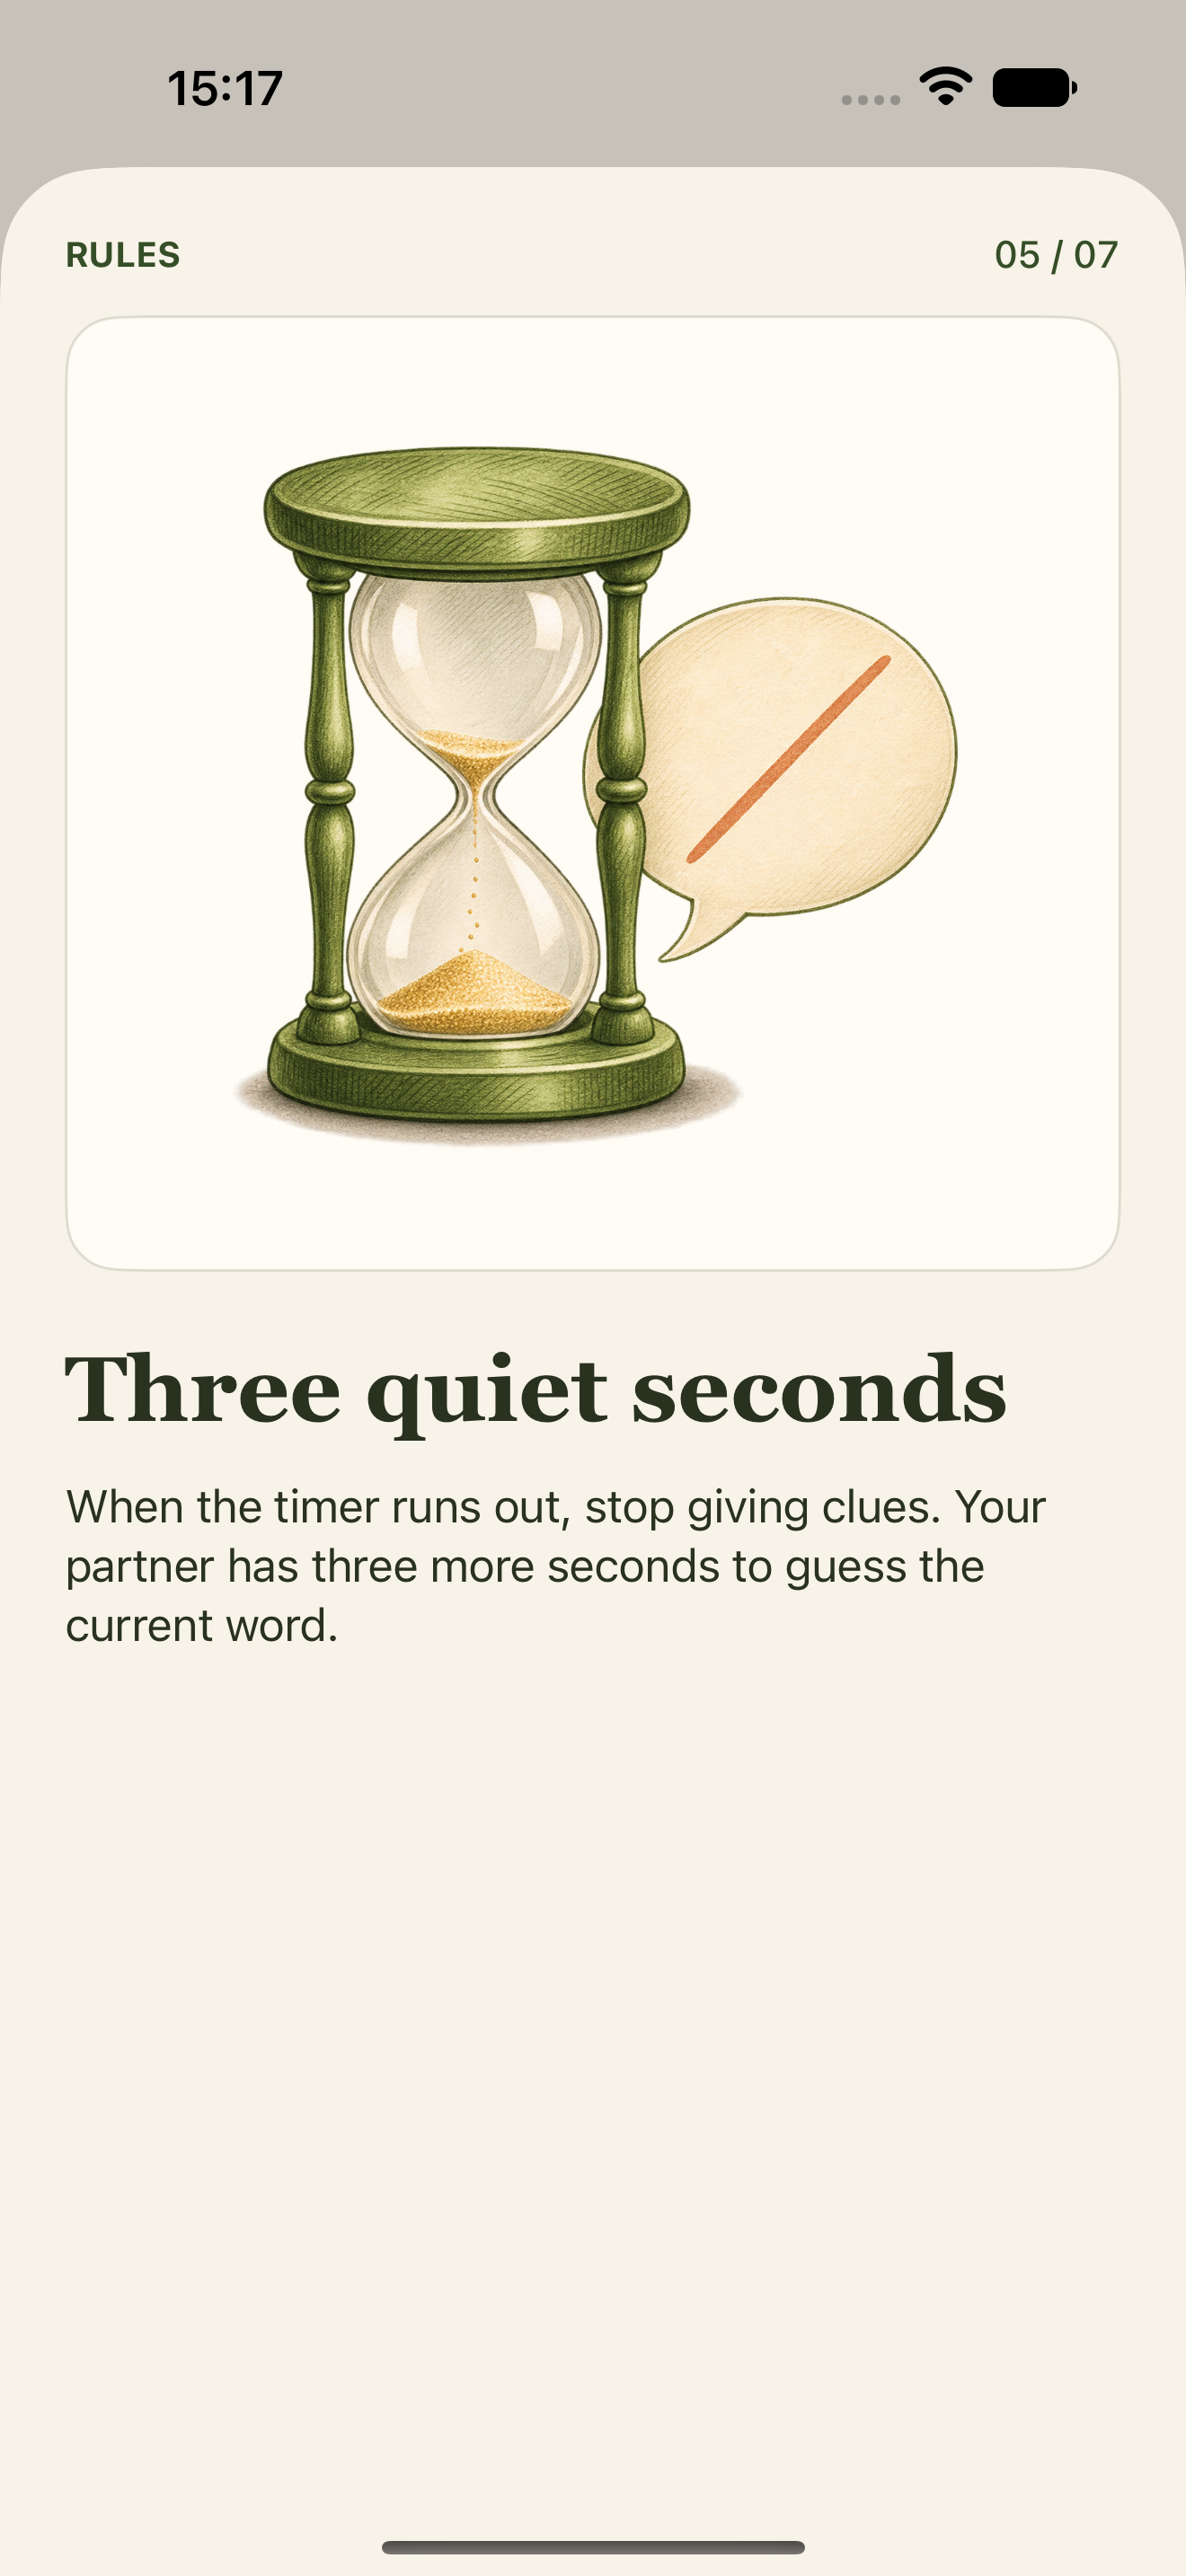 15:17
RULES
05 / 07
Three quiet seconds
When the timer runs out, stop giving clues. Your
partner has three more seconds to guess the
current word.